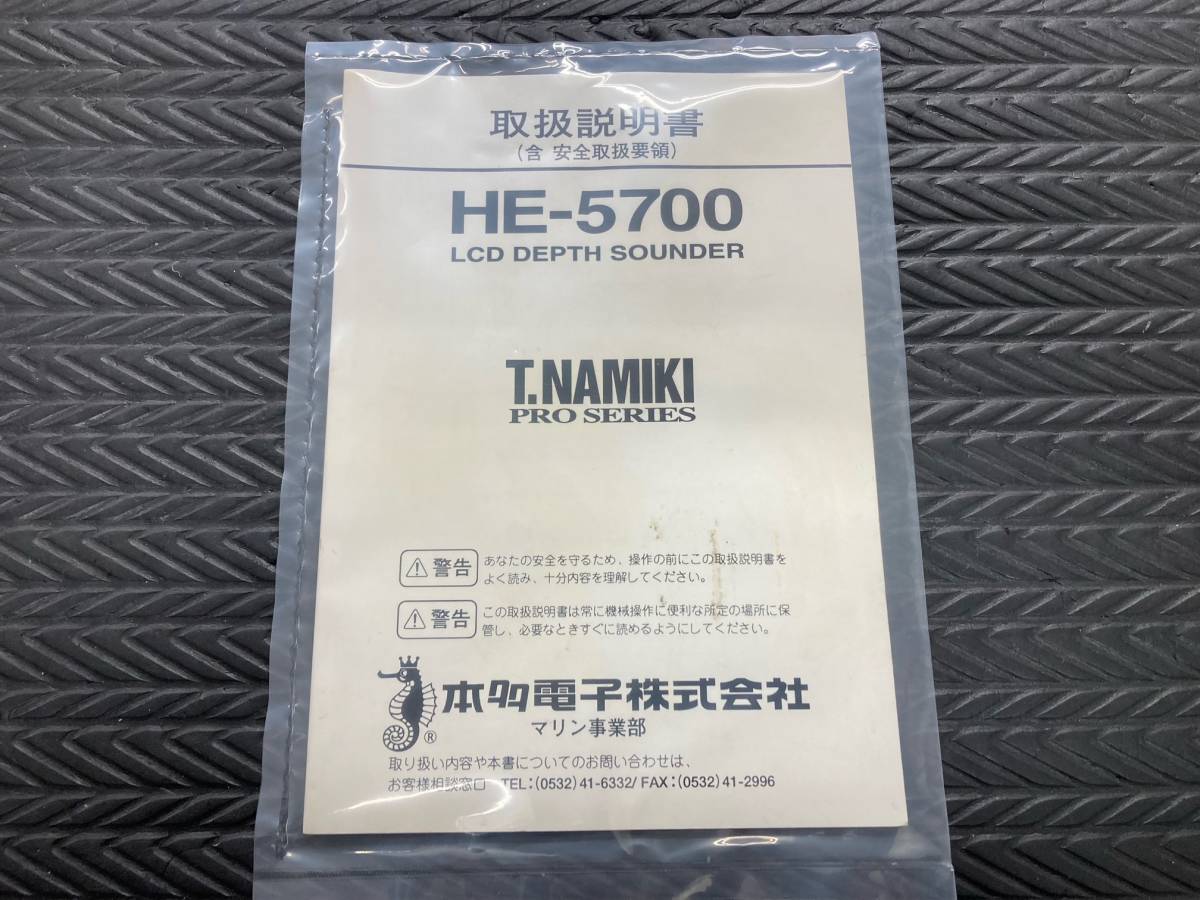 取扱説明書
(含 安全取扱要領)
HE-5700
LCD DEPTH SOUNDER
T.NAMIKI
PRO SERIES
警告 あなたの安全を守るため、操作の前にこの取扱説明書を
よく読み、十分内容を理解してください。
警告 この取扱説明書は常に機械操作に便利な所定の場所に保
管し、必要なときすぐに読めるようにしてください。
本多電子株式会社
®
マリン事業部
取り扱い内容や本書についてのお問い合わせは、
お客様相談窓口 TEL:(0532)41-6332/ FAX:(0532)41-2996